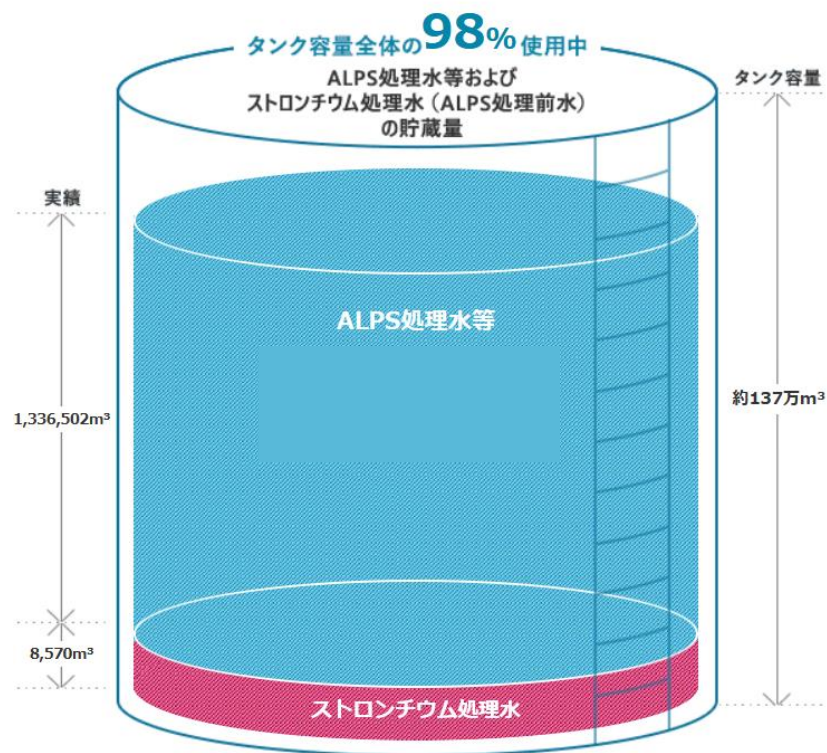 タンク容量全体の98%使用中
ALPS処理水等および
ストロンチウム処理水（ALPS処理前水）
の貯蔵量
タンク容量
実績
ALPS処理水等
1,336,502m³
約137万m³
8,570m³
ストロンチウム処理水